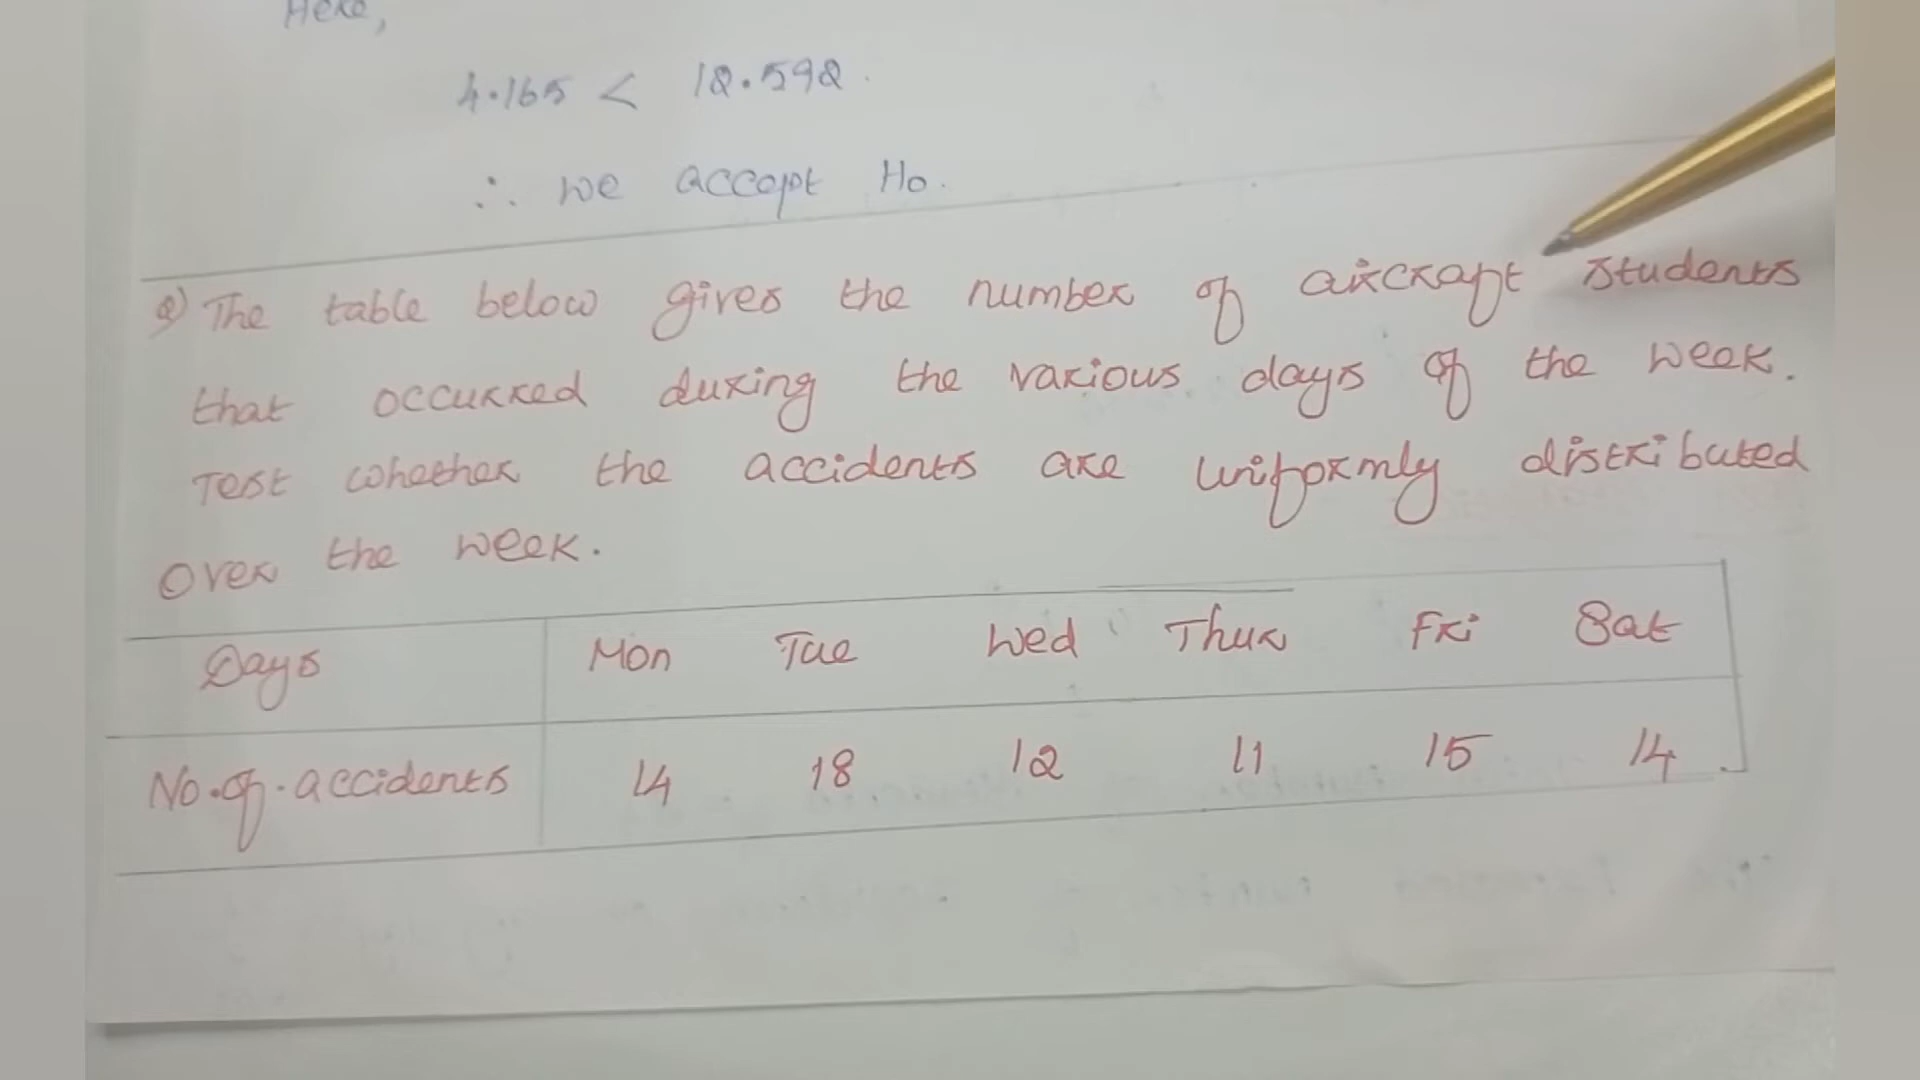 Here,
4.165 < 12.592.
∴ we accept Ho.
Q) The table below gives the number of aircraft students
that occurred during the various days of the week.
Test whether the accidents are uniformly distributed
over the week.
Days Mon Tue Wed Thur Fri Sat
No.of.accidents 14 18 12 11 15 14